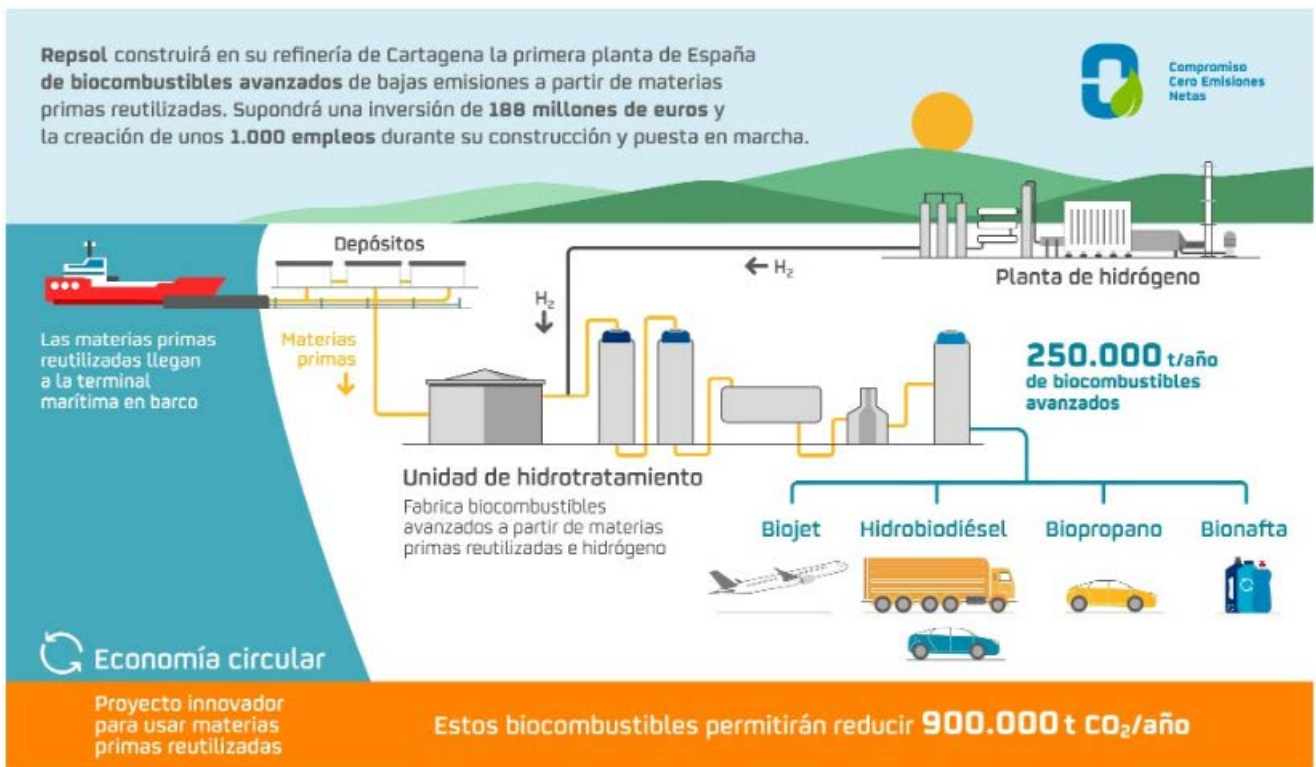 Repsol construirá en su refinería de Cartagena la primera planta de España
de biocombustibles avanzados de bajas emisiones a partir de materias
primas reutilizadas. Supondrá una inversión de 188 millones de euros y
la creación de unos 1.000 empleos durante su construcción y puesta en marcha.
Compromiso
Cero Emisiones
Netas
Depósitos
H₂
H₂
Planta de hidrógeno
Las materias primas
reutilizadas llegan
a la terminal
marítima en barco
Materias
primas
250.000 t/año
de biocombustibles
avanzados
Unidad de hidrotratamiento
Fabrica biocombustibles
avanzados a partir de materias
primas reutilizadas e hidrógeno
Biojet
Hidrobiodiésel
Biopropano
Bionafta
Economía circular
Proyecto innovador
para usar materias
primas reutilizadas
Estos biocombustibles permitirán reducir 900.000 t CO₂/año